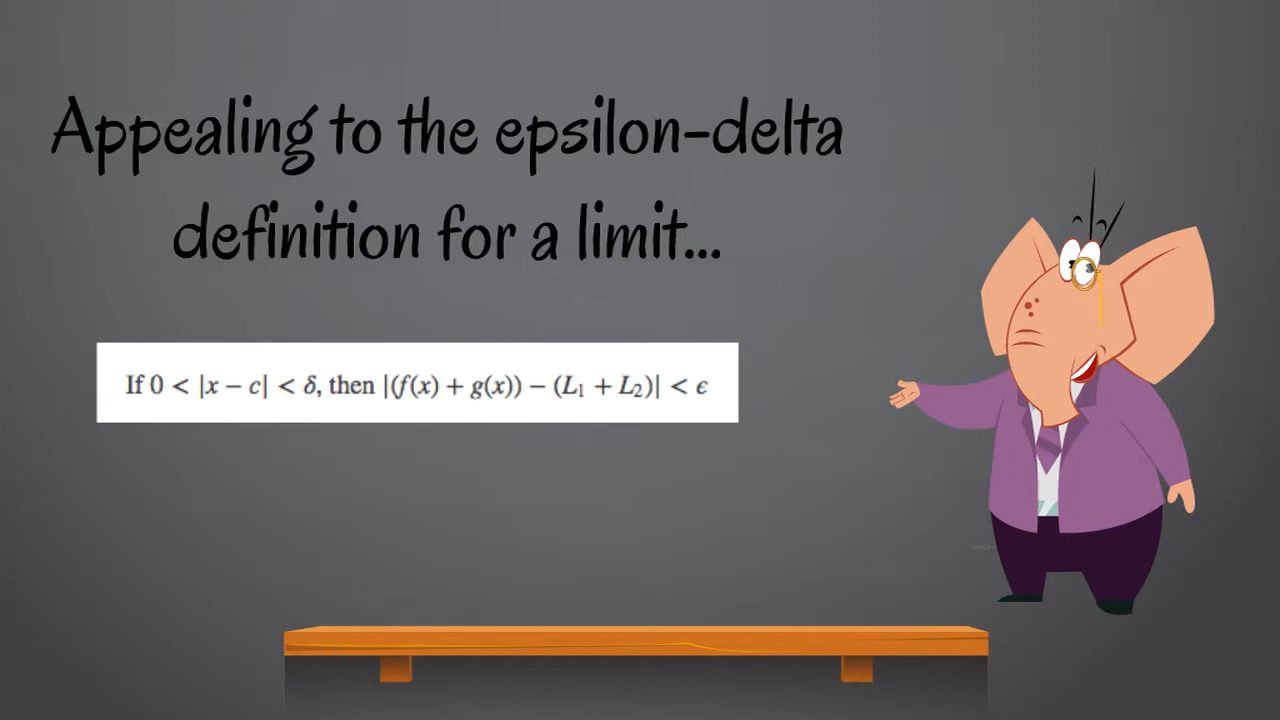 Appealing to the epsilon-delta
definition for a limit...
If 0 < |x − c| < δ, then |(f(x) + g(x)) − (L₁ + L₂)| < ϵ